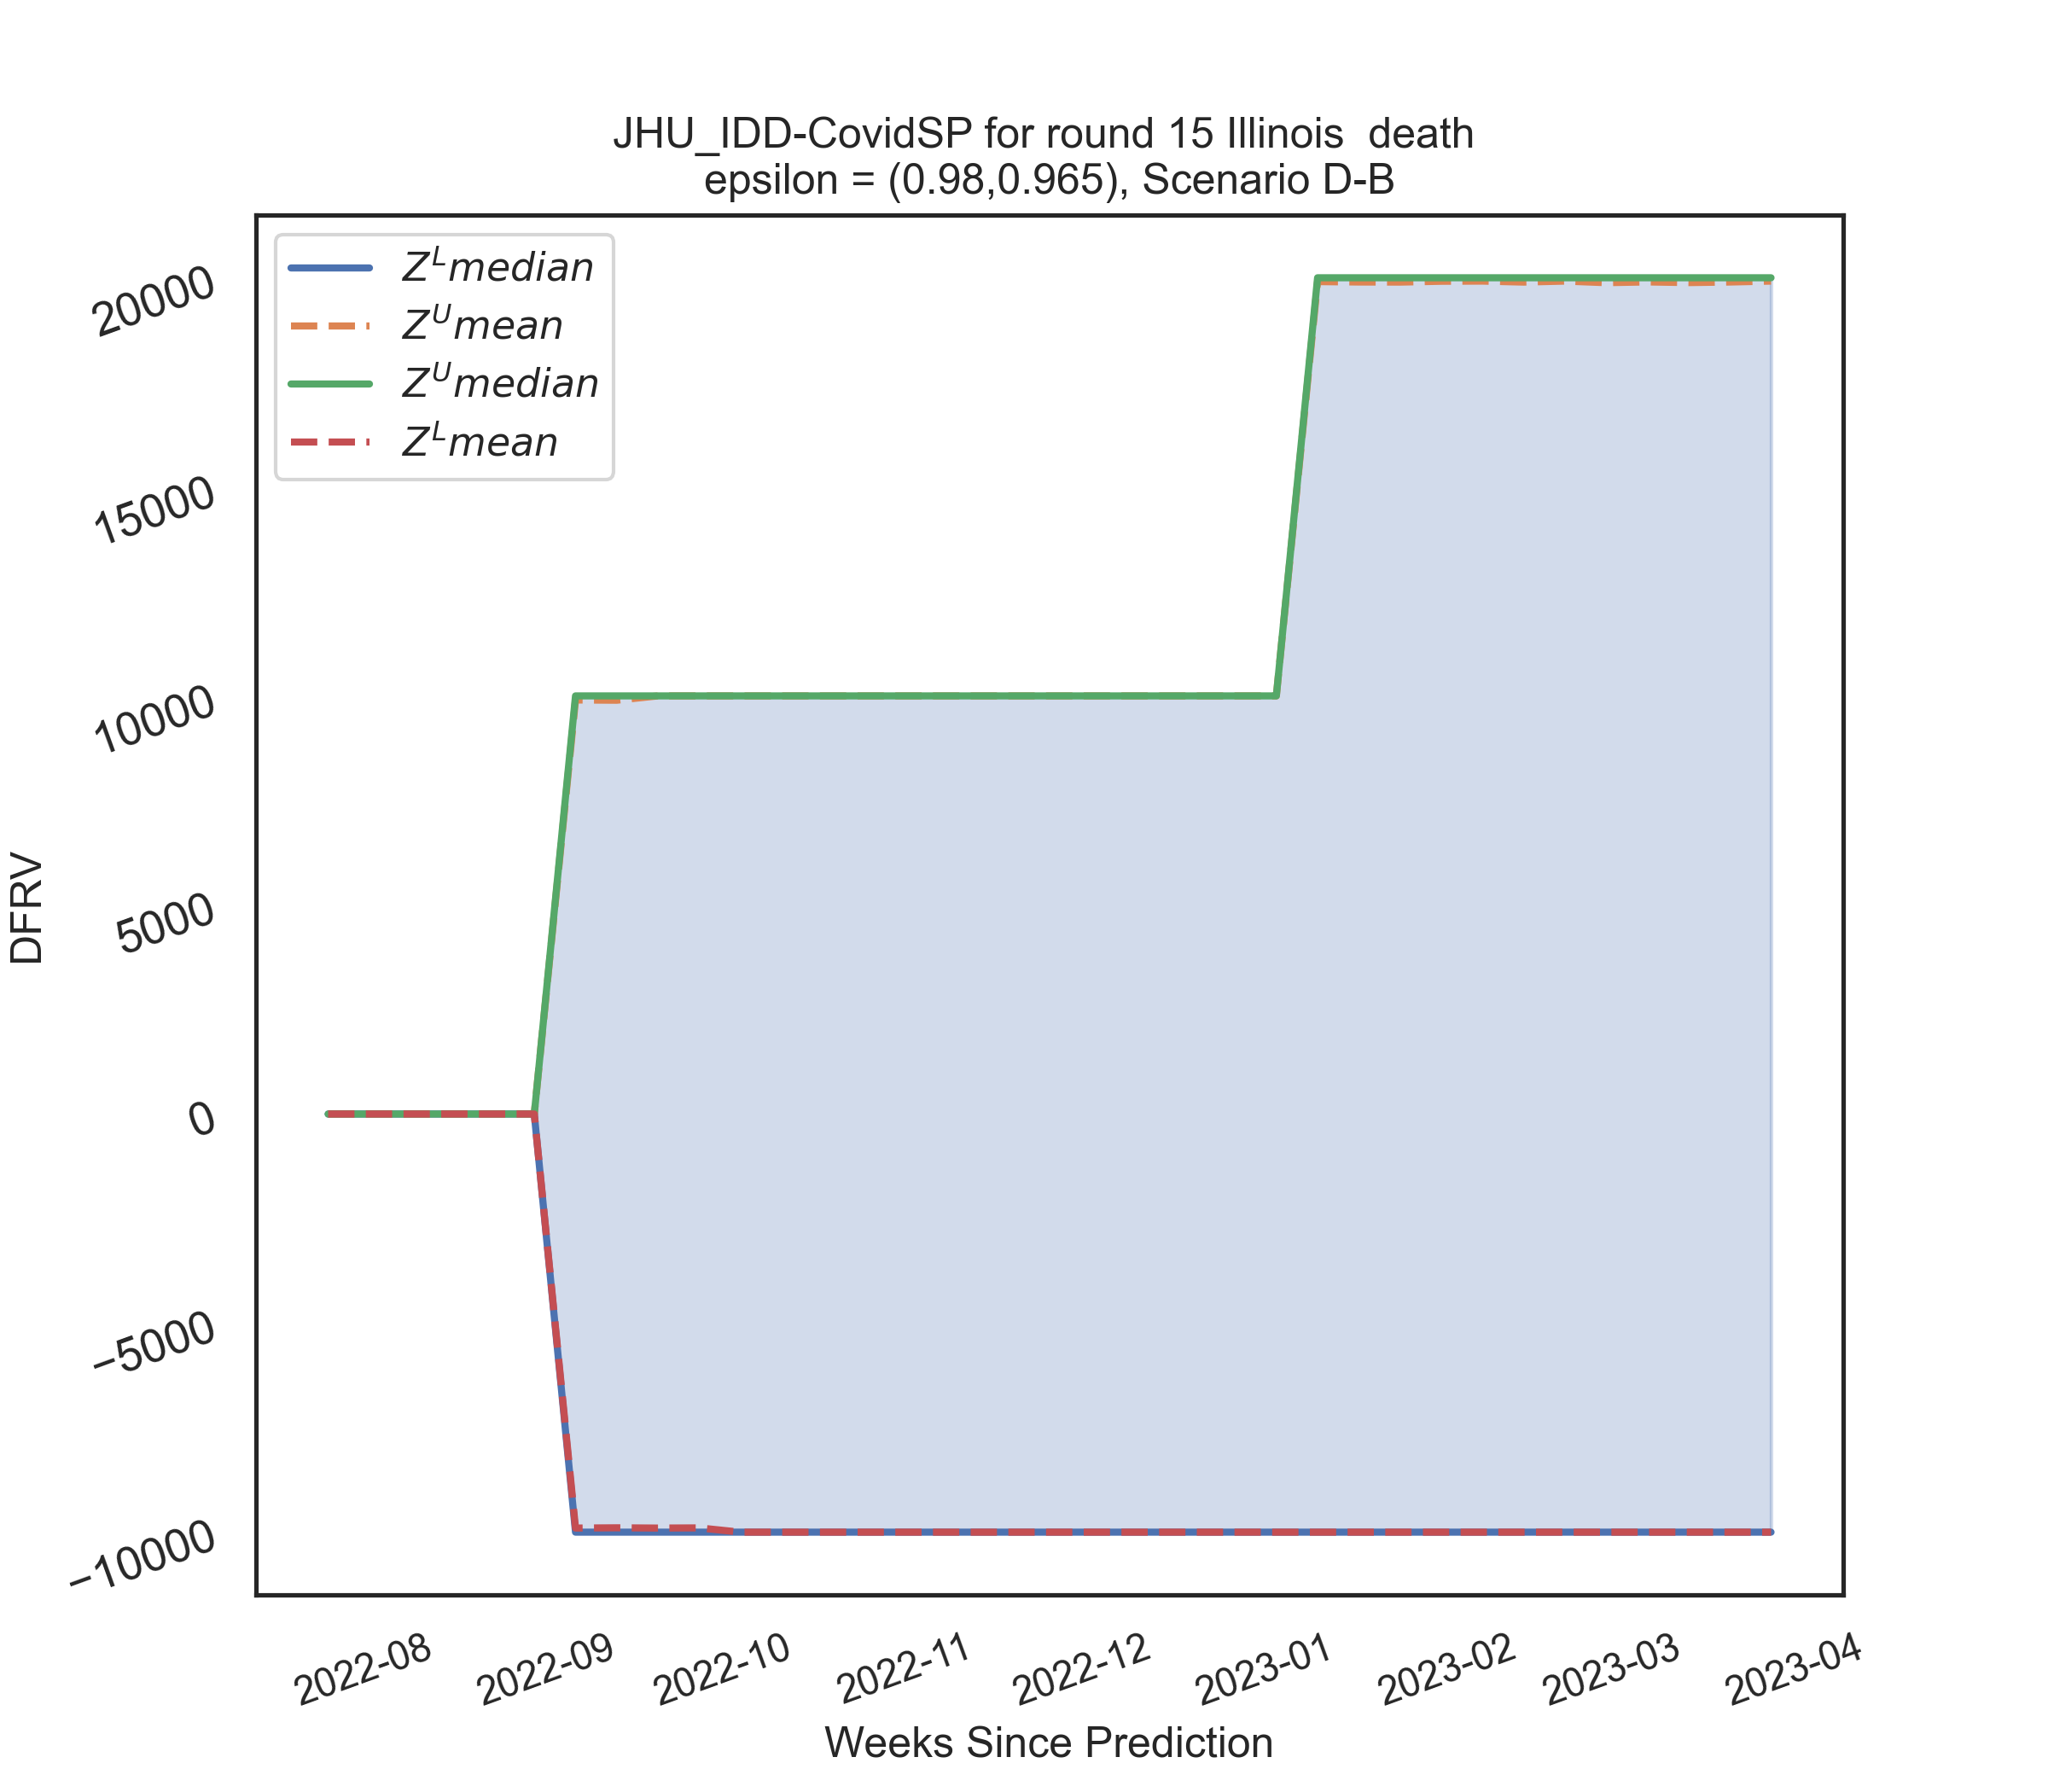 JHU_IDD-CovidSP for round 15 Illinois  death
epsilon = (0.98,0.965), Scenario D-B
Z^L median
Z^U mean
Z^U median
Z^L mean
20000
15000
10000
5000
0
−5000
−10000
DFRV
2022-08
2022-09
2022-10
2022-11
2022-12
2023-01
2023-02
2023-03
2023-04
Weeks Since Prediction